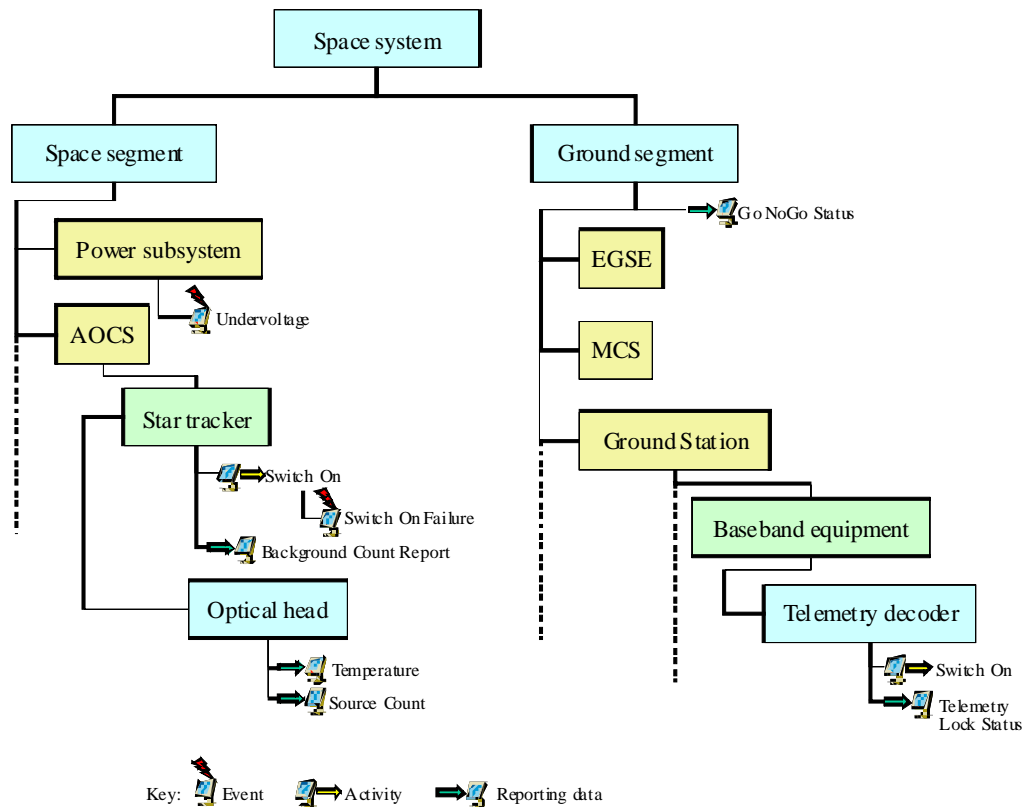 Space system
Space segment
Ground segment
Go NoGo Status
Power subsystem
EGSE
Undervoltage
AOCS
MCS
Star tracker
Ground Station
Switch On
Switch On Failure
Baseband equipment
Background Count Report
Optical head
Telemetry decoder
Temperature
Switch On
Source Count
Telemetry
Lock Status
Key: Event Activity Reporting data